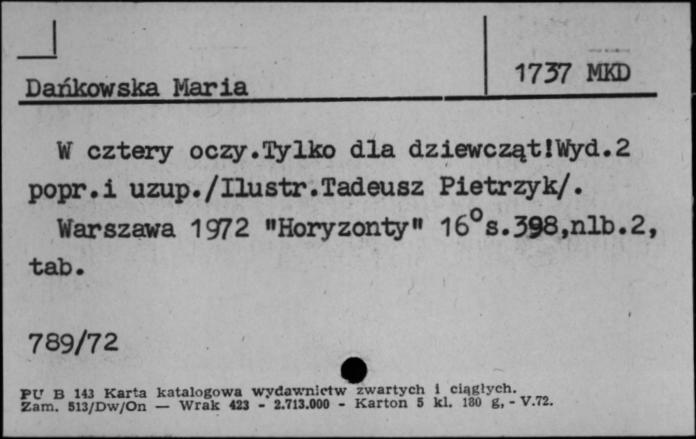 1737 MKD
Dańkowska Maria
W cztery oczy.Tylko dla dziewcząt!Wyd.2
popr.i uzup./Ilustr.Tadeusz Pietrzyk/.
Warszawa 1972 "Horyzonty" 16°s.398,nlb.2,
tab.
789/72
PU B 143 Karta katalogowa wydawnictw zwartych i ciągłych.
Zam. 513/Dw/On — Wrak 423 - 2.713.000 - Karton 5 kl. 180 g, - V.72.